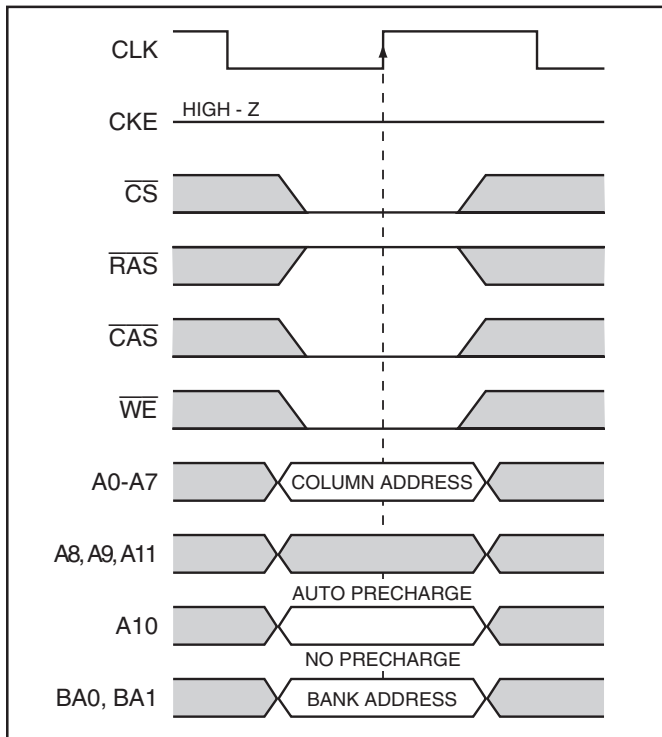 CLK
CKE HIGH - Z
CS
RAS
CAS
WE
A0-A7 COLUMN ADDRESS
A8, A9, A11
AUTO PRECHARGE
A10
NO PRECHARGE
BA0, BA1 BANK ADDRESS